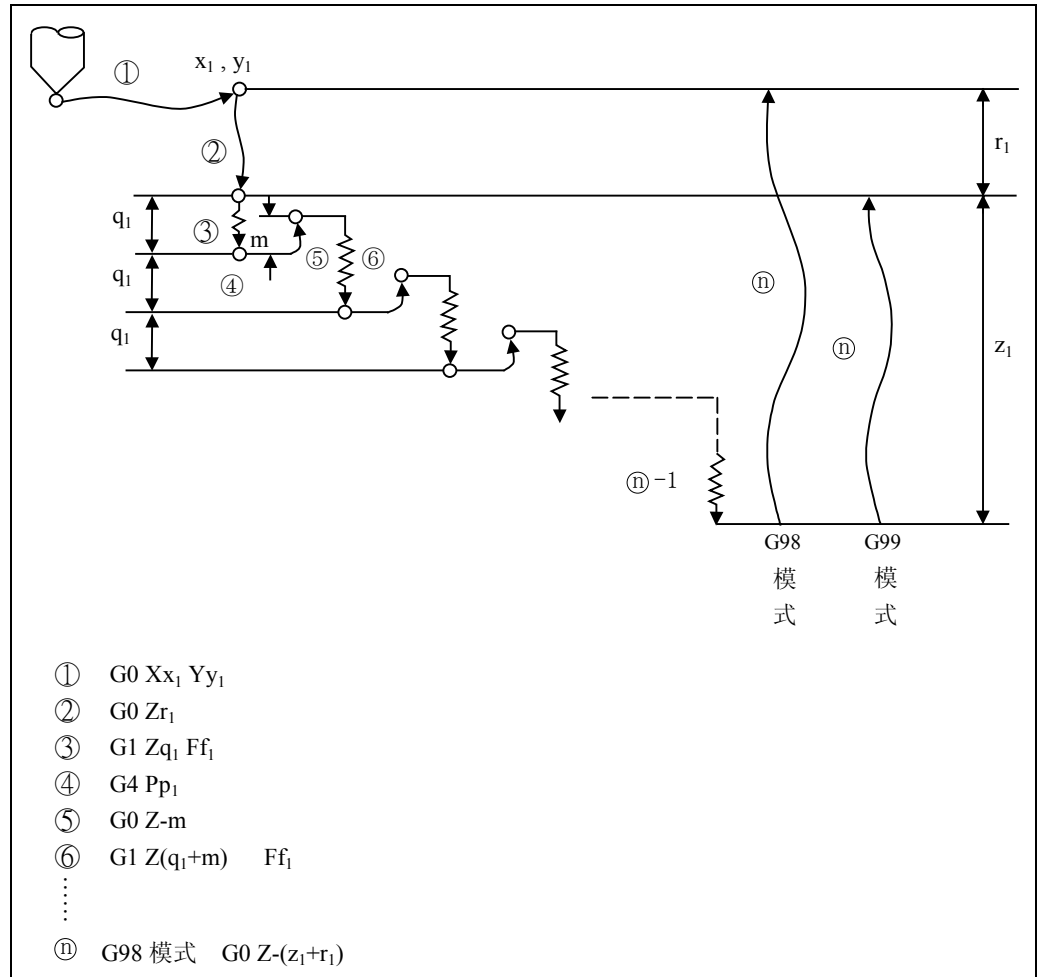 ①
x₁ , y₁
②
r₁
q₁
③
m
⑤
⑥
q₁
④
q₁
ⓝ
ⓝ
z₁
ⓝ-1
G98
模
式
G99
模
式
① G0 Xx₁ Yy₁
② G0 Zr₁
③ G1 Zq₁ Ff₁
④ G4 Pp₁
⑤ G0 Z-m
⑥ G1 Z(q₁+m) Ff₁
⋮
ⓝ G98 模式 G0 Z-(z₁+r₁)